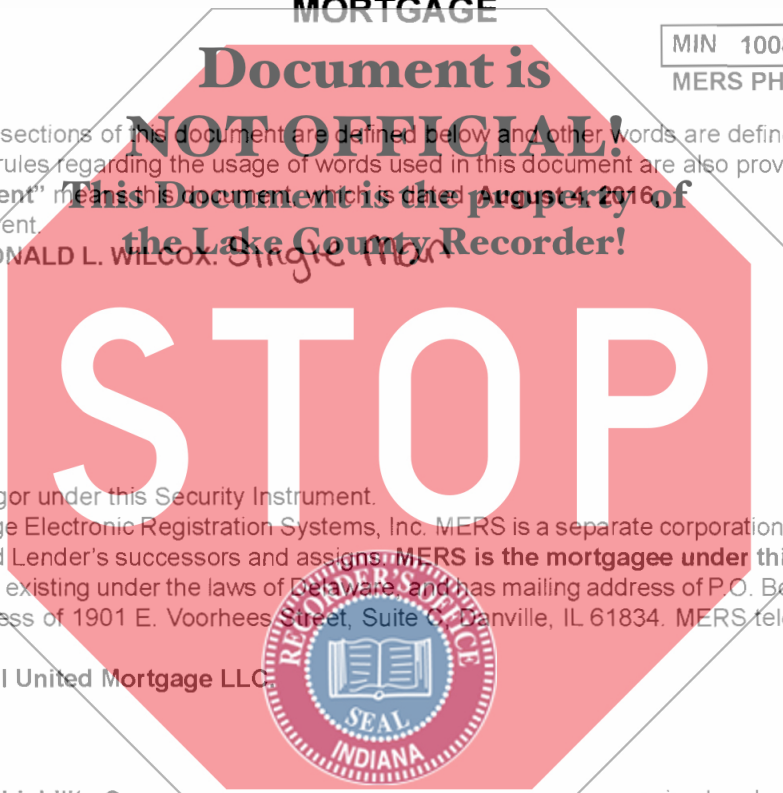 MORTGAGE
MIN 100
MERS PH
Document is
NOT OFFICIAL!
This Document is the property of
the Lake County Recorder!
sections of this document are defined below and other words are defin
rules regarding the usage of words used in this document are also prov
ent” means this document, which is dated August 4, 2016,
ent.
ONALD L. WILCOX. Single Man
STOP
gor under this Security Instrument.
ge Electronic Registration Systems, Inc. MERS is a separate corporation
d Lender's successors and assigns. MERS is the mortgagee under thi
existing under the laws of Delaware, and has mailing address of P.O. Bo
ess of 1901 E. Voorhees Street, Suite C, Danville, IL 61834. MERS tel
l United Mortgage LLC.
RECORDER'S OFFICE
SEAL
INDIANA